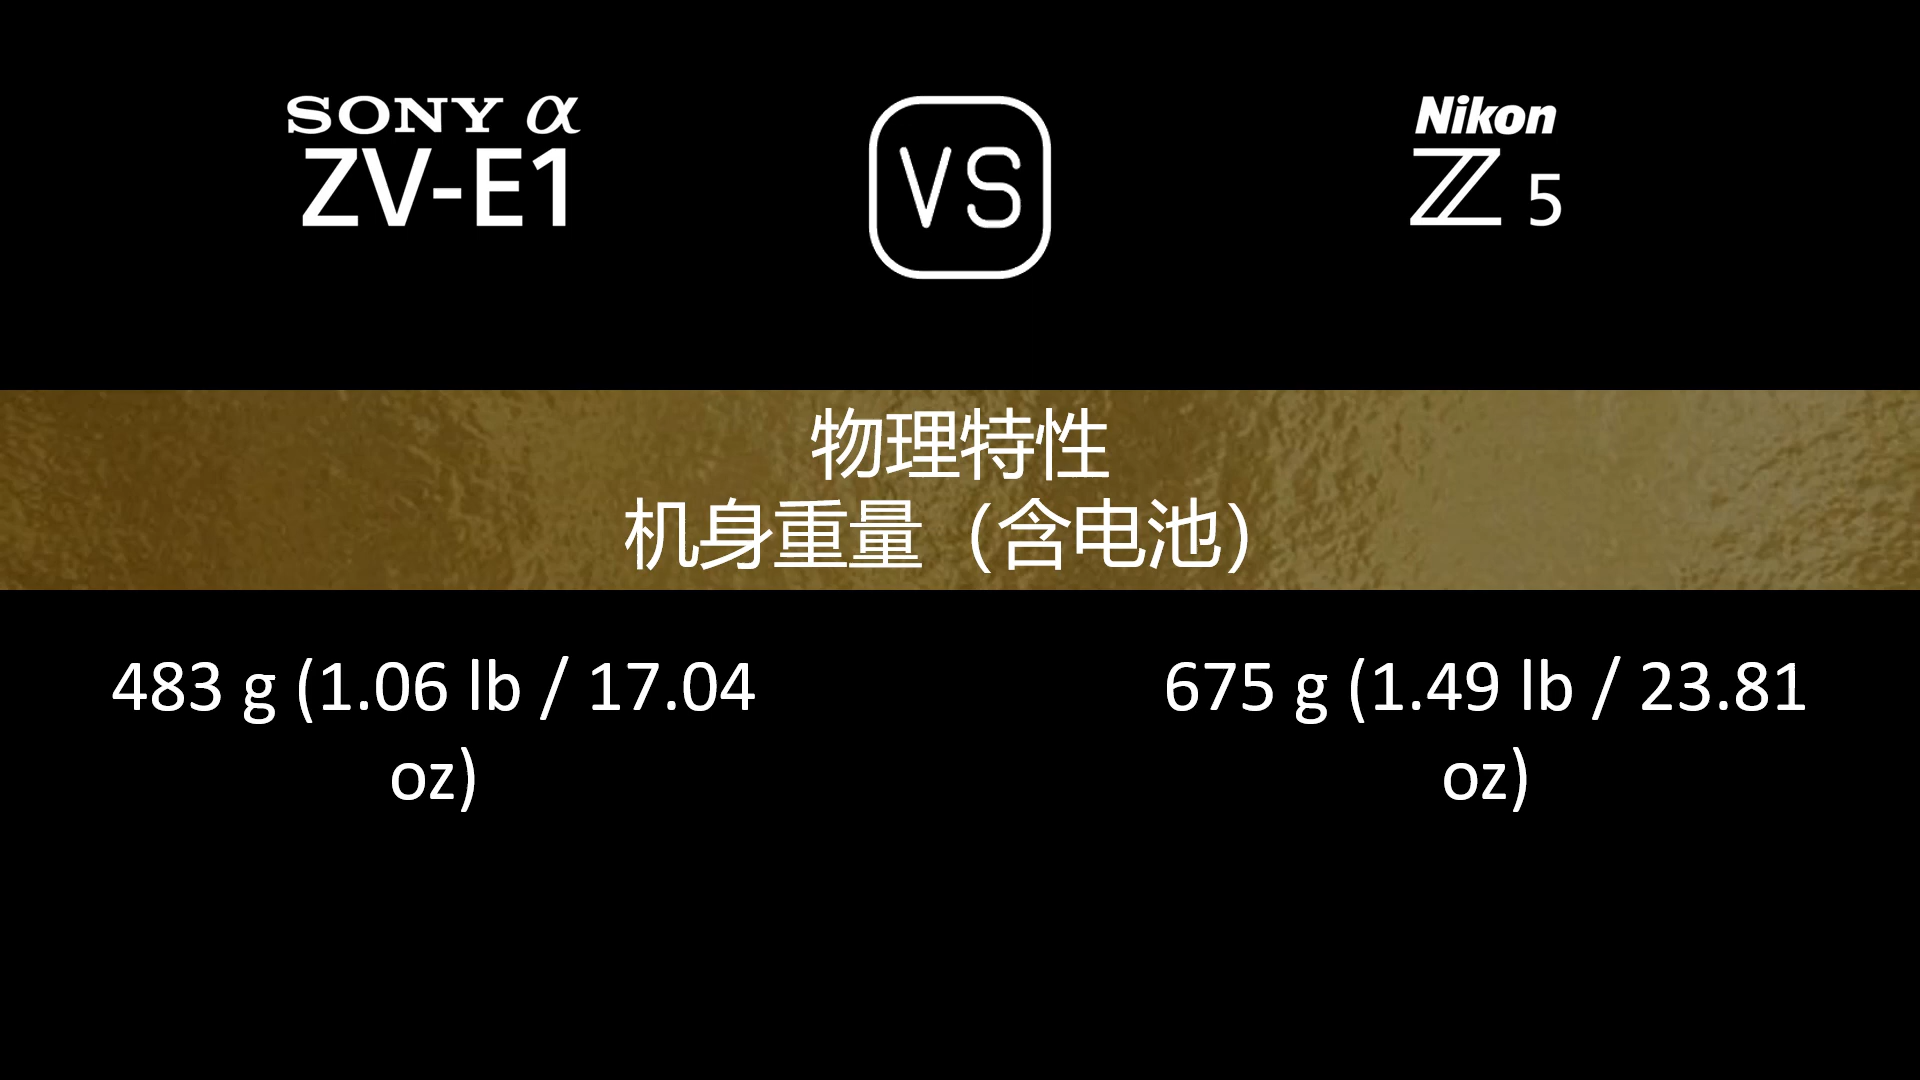 SONY α
ZV-E1
VS
Nikon
Z 5
物理特性
机身重量（含电池）
483 g (1.06 lb / 17.04
oz)
675 g (1.49 lb / 23.81
oz)